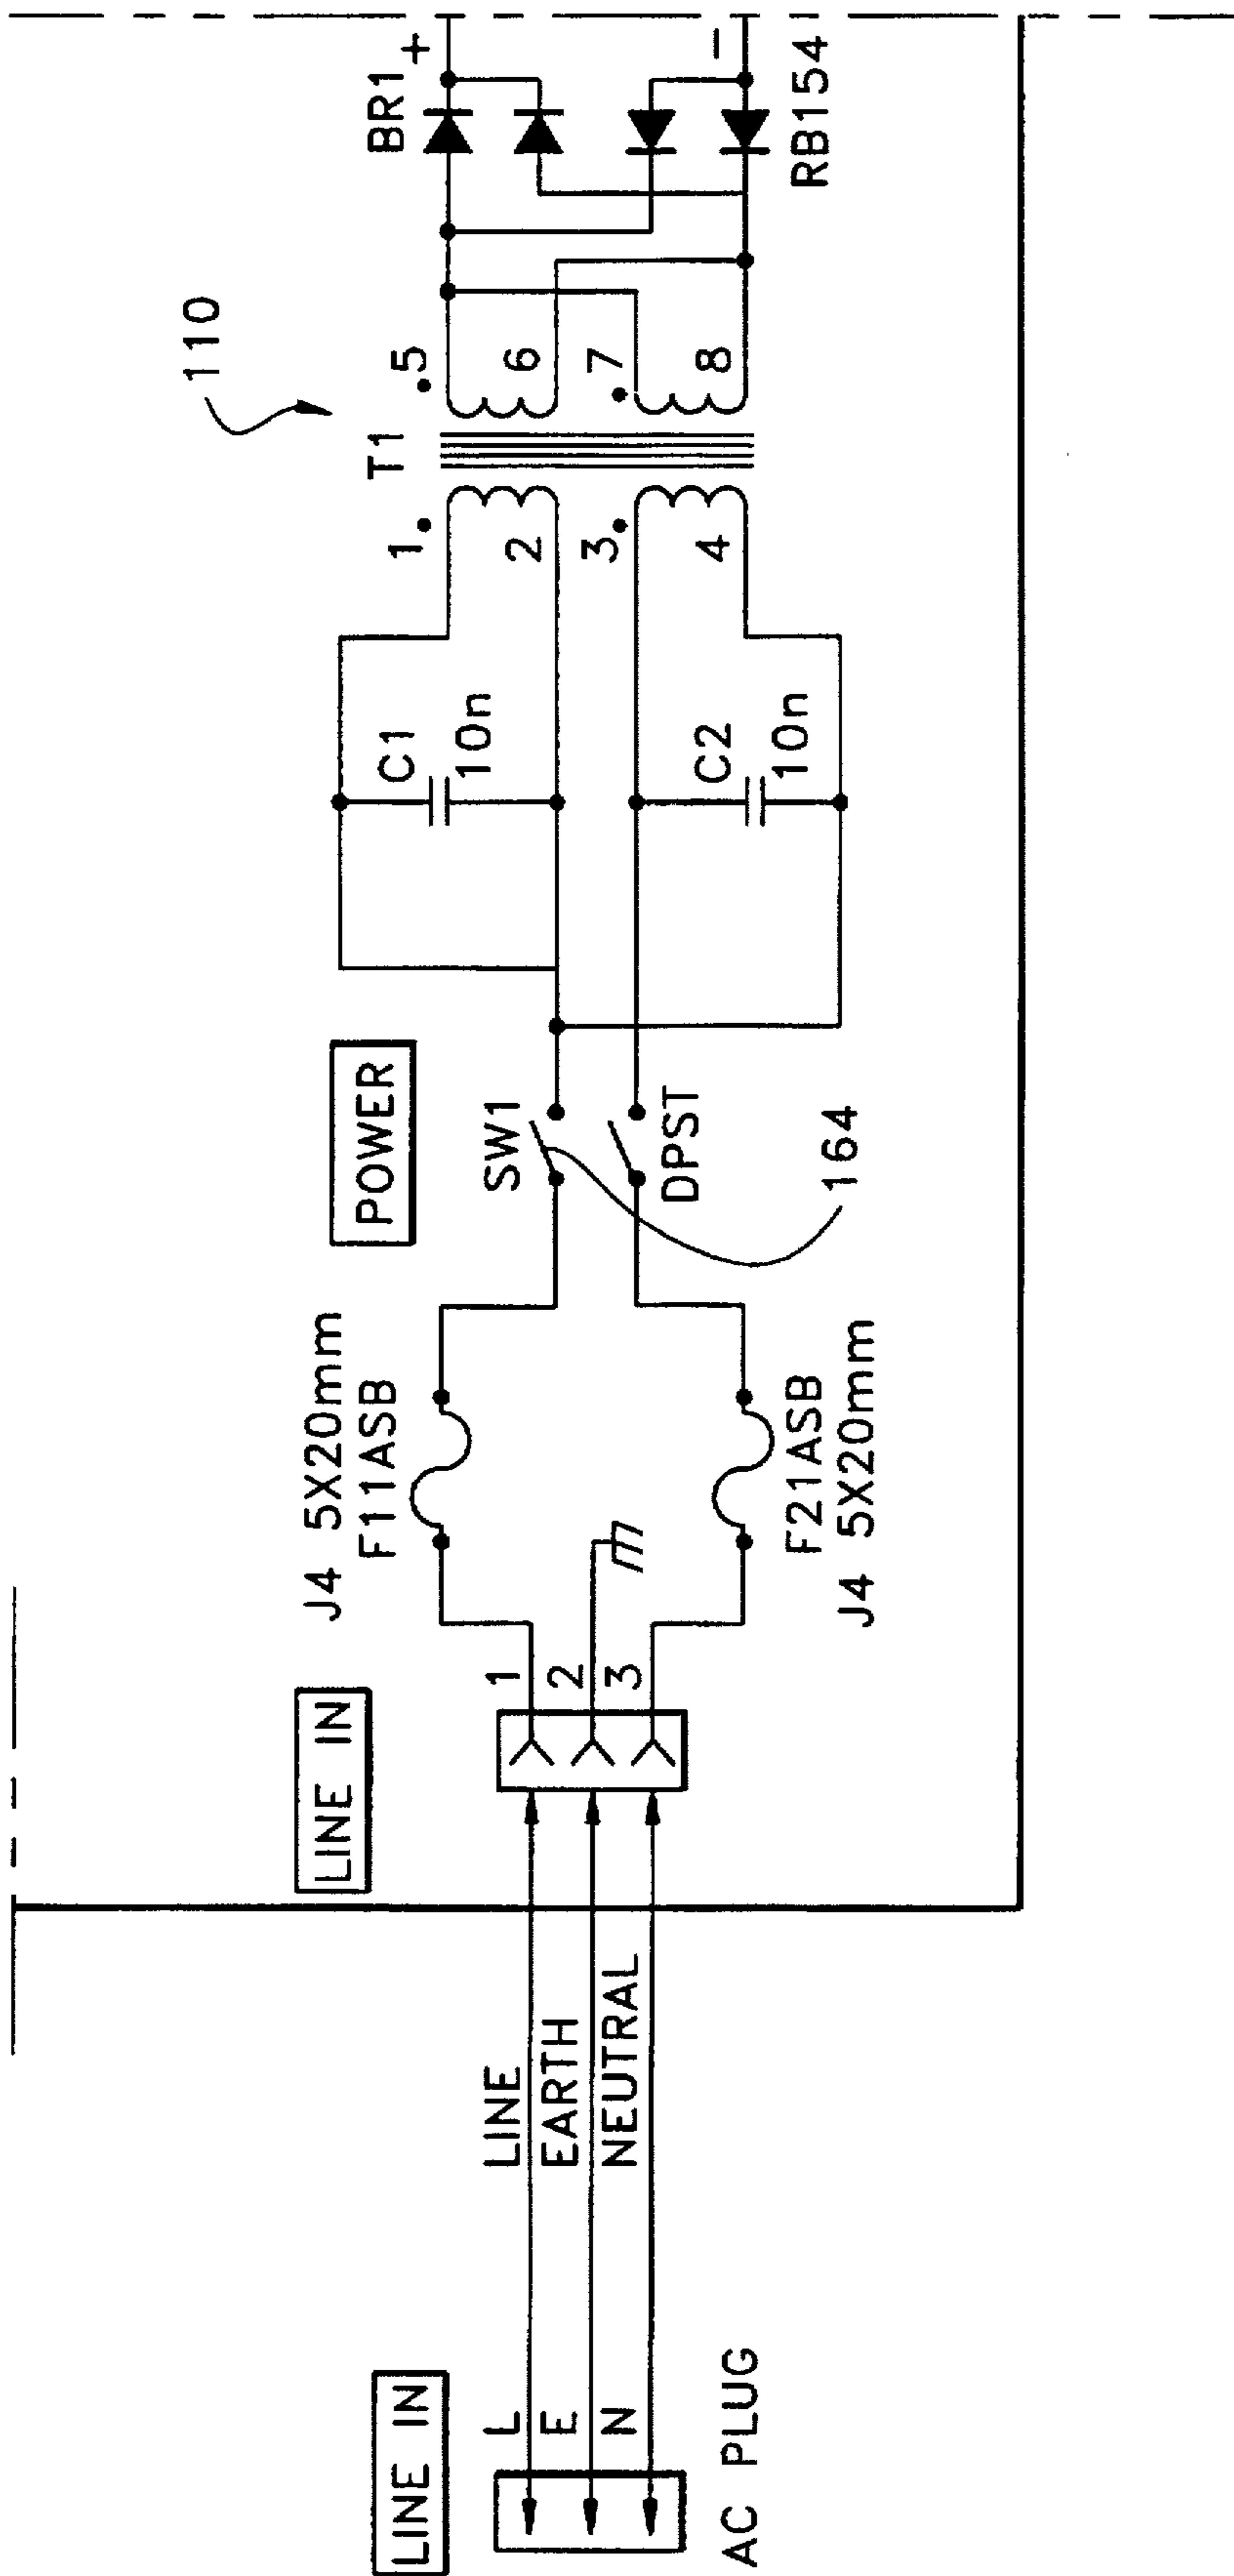 LINE IN
L
E
N
AC PLUG
LINE
EARTH
NEUTRAL
LINE IN
1
2
3
J4 5X20mm
F11ASB
F21ASB
J4 5X20mm
POWER
SW1
DPST
164
C1
10n
C2
10n
110
T1
1
2
3
4
5
6
7
8
BR1
+
−
RB154